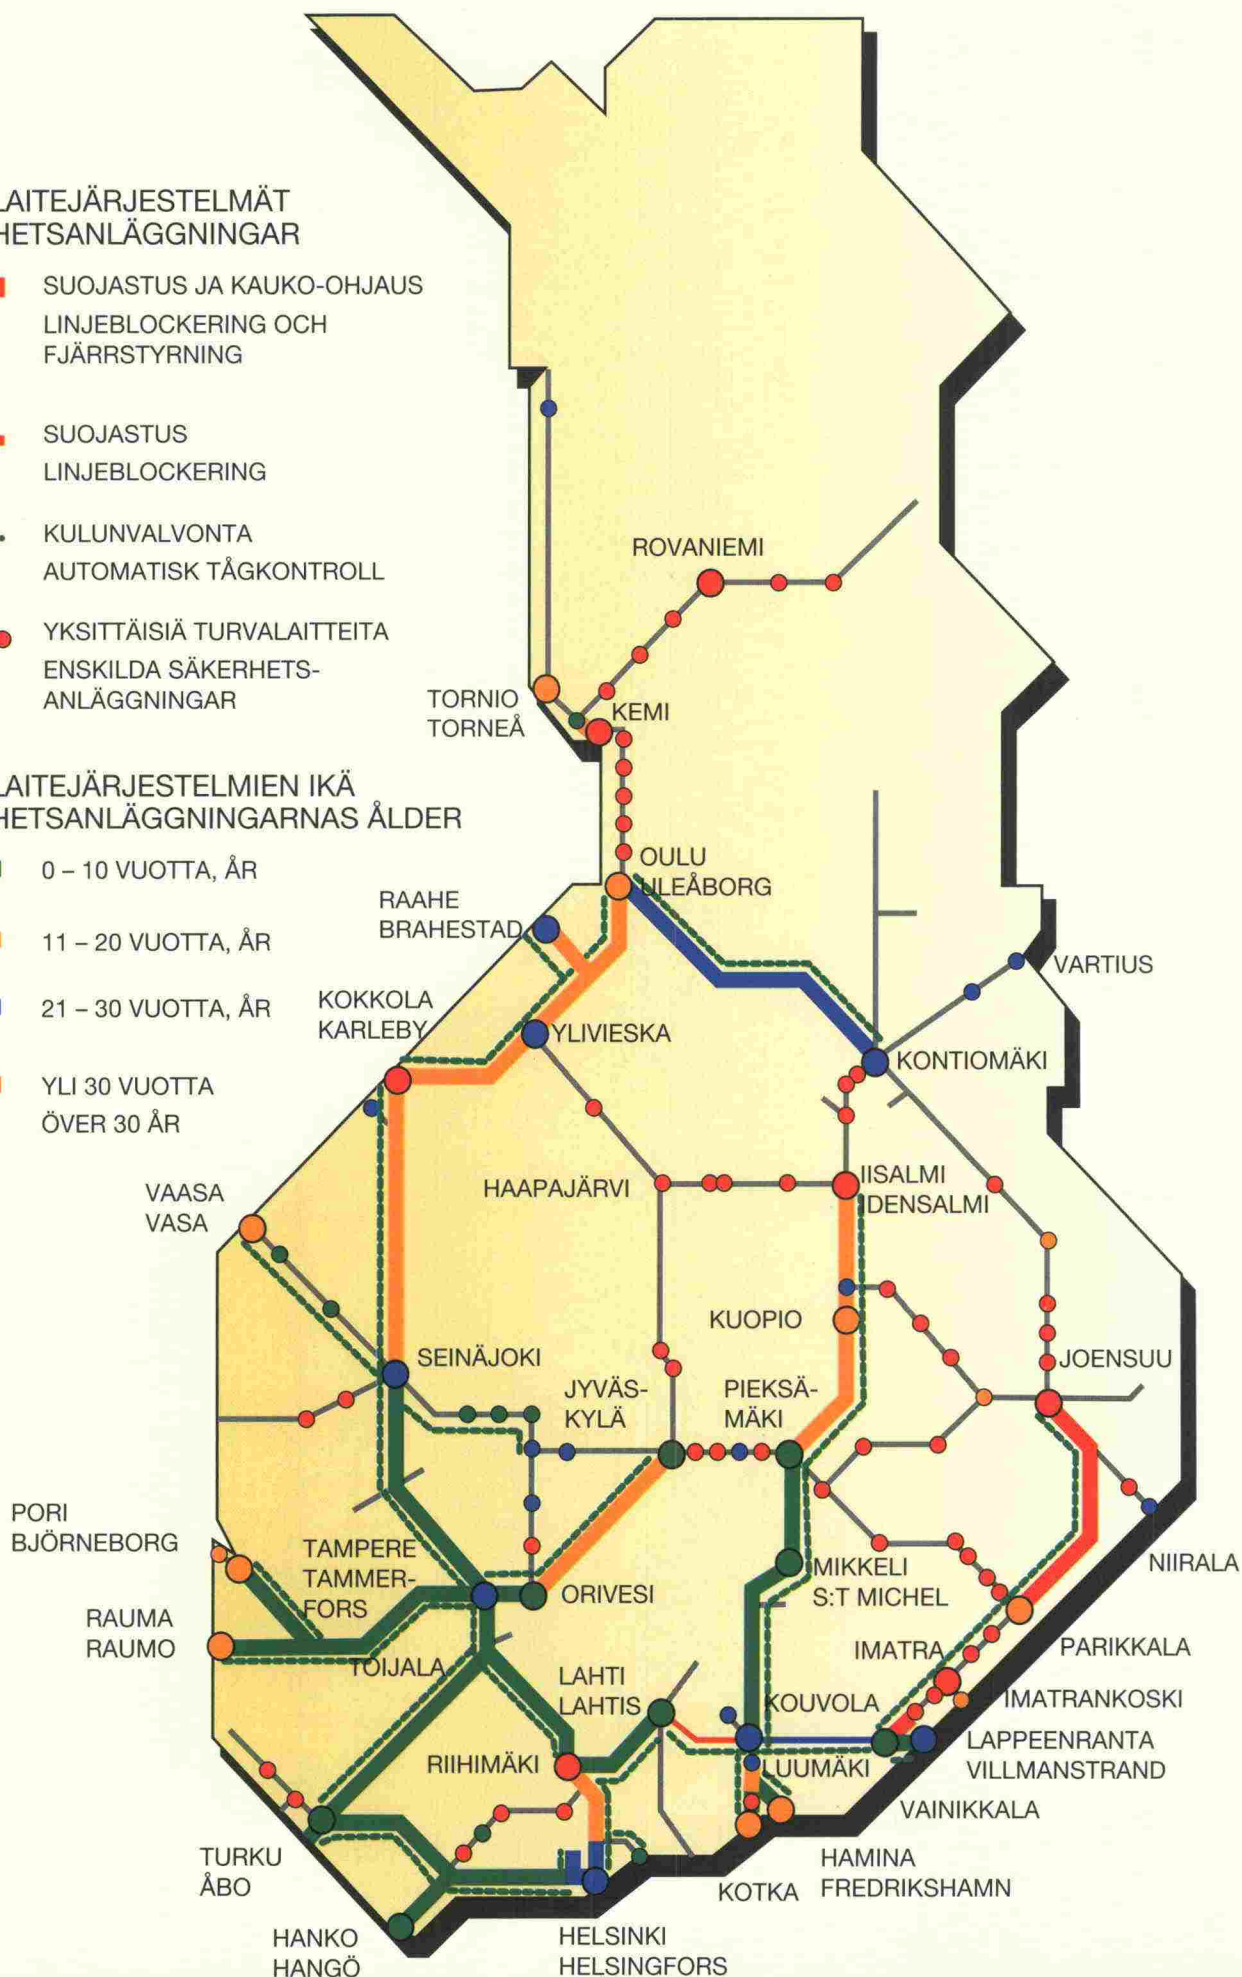 LAITEJÄRJESTELMÄT
HETSANLÄGGNINGAR
SUOJASTUS JA KAUKO-OHJAUS
LINJEBLOCKERING OCH
FJÄRRSTYRNING
SUOJASTUS
LINJEBLOCKERING
KULUNVALVONTA
AUTOMATISK TÅGKONTROLL
YKSITTÄISIÄ TURVALAITTEITA
ENSKILDA SÄKERHETS-
ANLÄGGNINGAR
LAITEJÄRJESTELMIEN IKÄ
HETSANLÄGGNINGARNAS ÅLDER
0 – 10 VUOTTA, ÅR
11 – 20 VUOTTA, ÅR
21 – 30 VUOTTA, ÅR
YLI 30 VUOTTA
ÖVER 30 ÅR
ROVANIEMI
TORNIO
TORNEÅ
KEMI
OULU
ULEÅBORG
RAAHE
BRAHESTAD
VARTIUS
KOKKOLA
KARLEBY
YLIVIESKA
KONTIOMÄKI
HAAPAJÄRVI
IISALMI
IDENSALMI
VAASA
VASA
KUOPIO
SEINÄJOKI
JOENSUU
JYVÄS-
KYLÄ
PIEKSÄ-
MÄKI
PORI
BJÖRNEBORG
TAMPERE
TAMMER-
FORS
ORIVESI
MIKKELI
S:T MICHEL
NIIRALA
RAUMA
RAUMO
TOIJALA
IMATRA
PARIKKALA
LAHTI
LAHTIS
KOUVOLA
IMATRANKOSKI
RIIHIMÄKI
LUUMÄKI
LAPPEENRANTA
VILLMANSTRAND
VAINIKKALA
TURKU
ÅBO
HAMINA
FREDRIKSHAMN
KOTKA
HANKO
HANGÖ
HELSINKI
HELSINGFORS